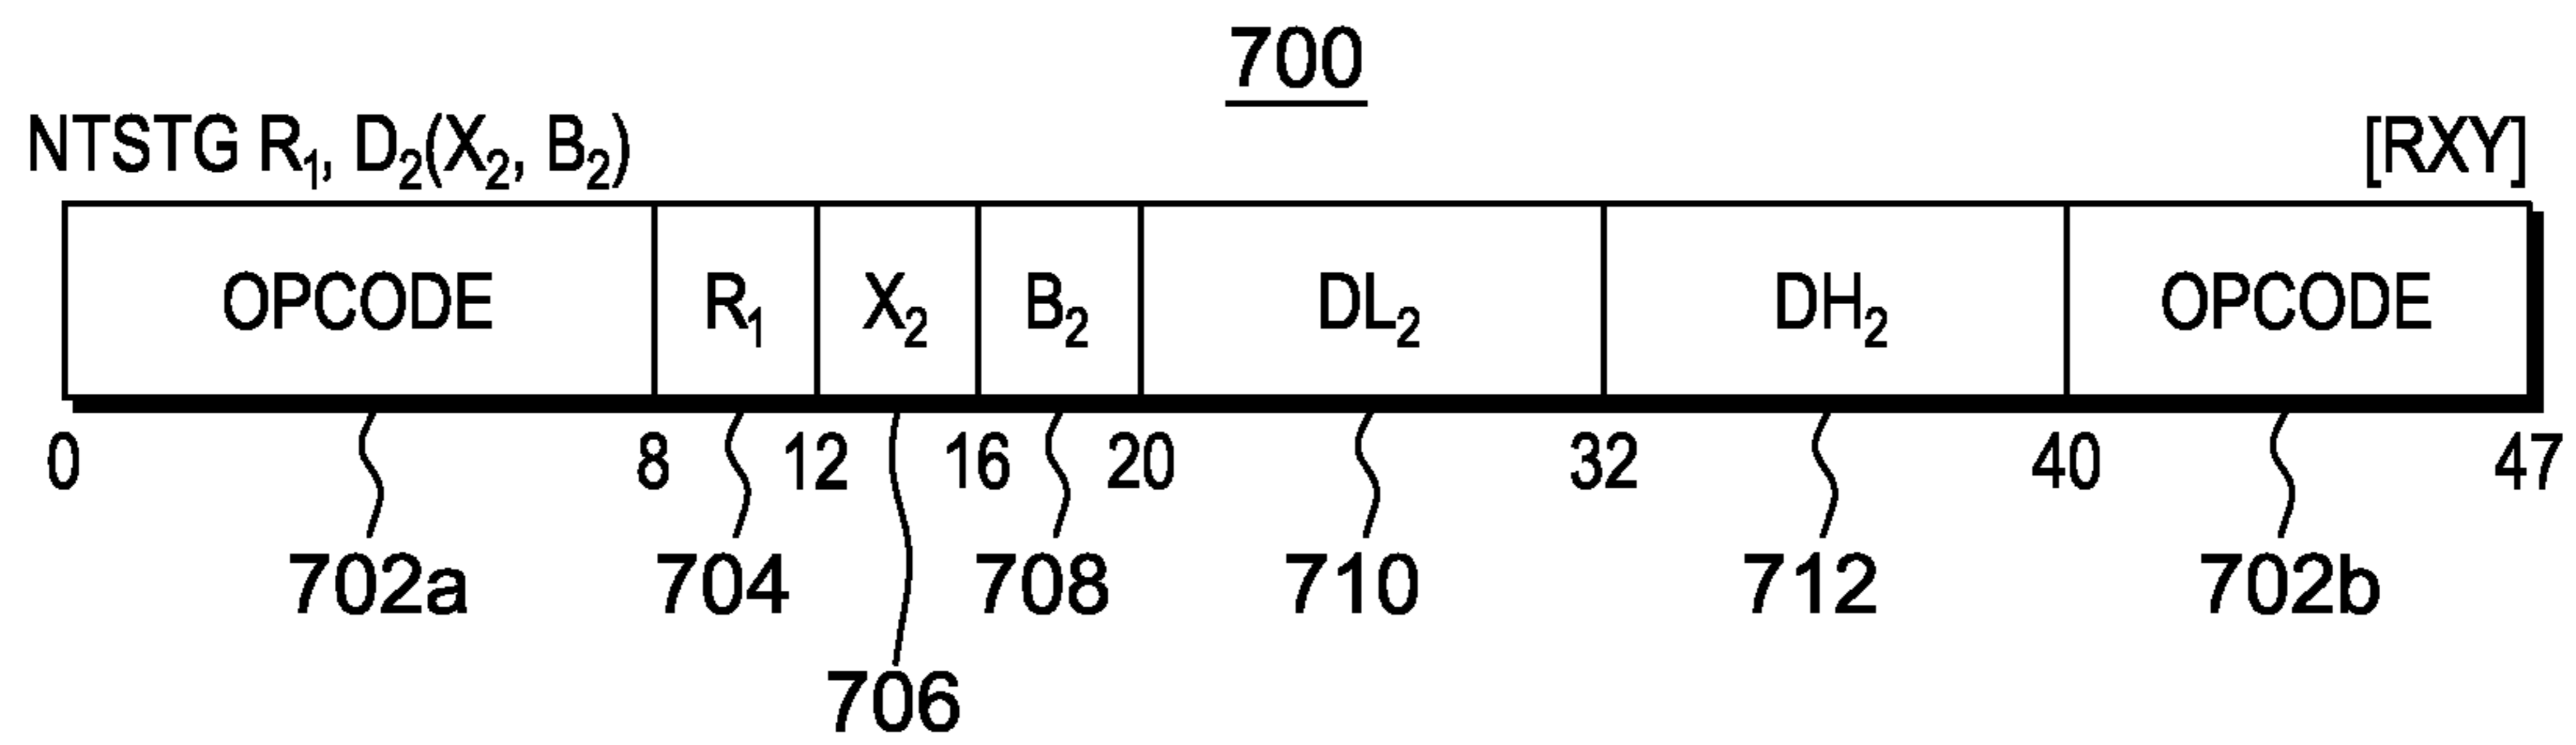 700
NTSTG R₁, D₂(X₂, B₂) [RXY]
OPCODE R₁ X₂ B₂ DL₂ DH₂ OPCODE
0 8 12 16 20 32 40 47
702a 704 708 710 712 702b
706